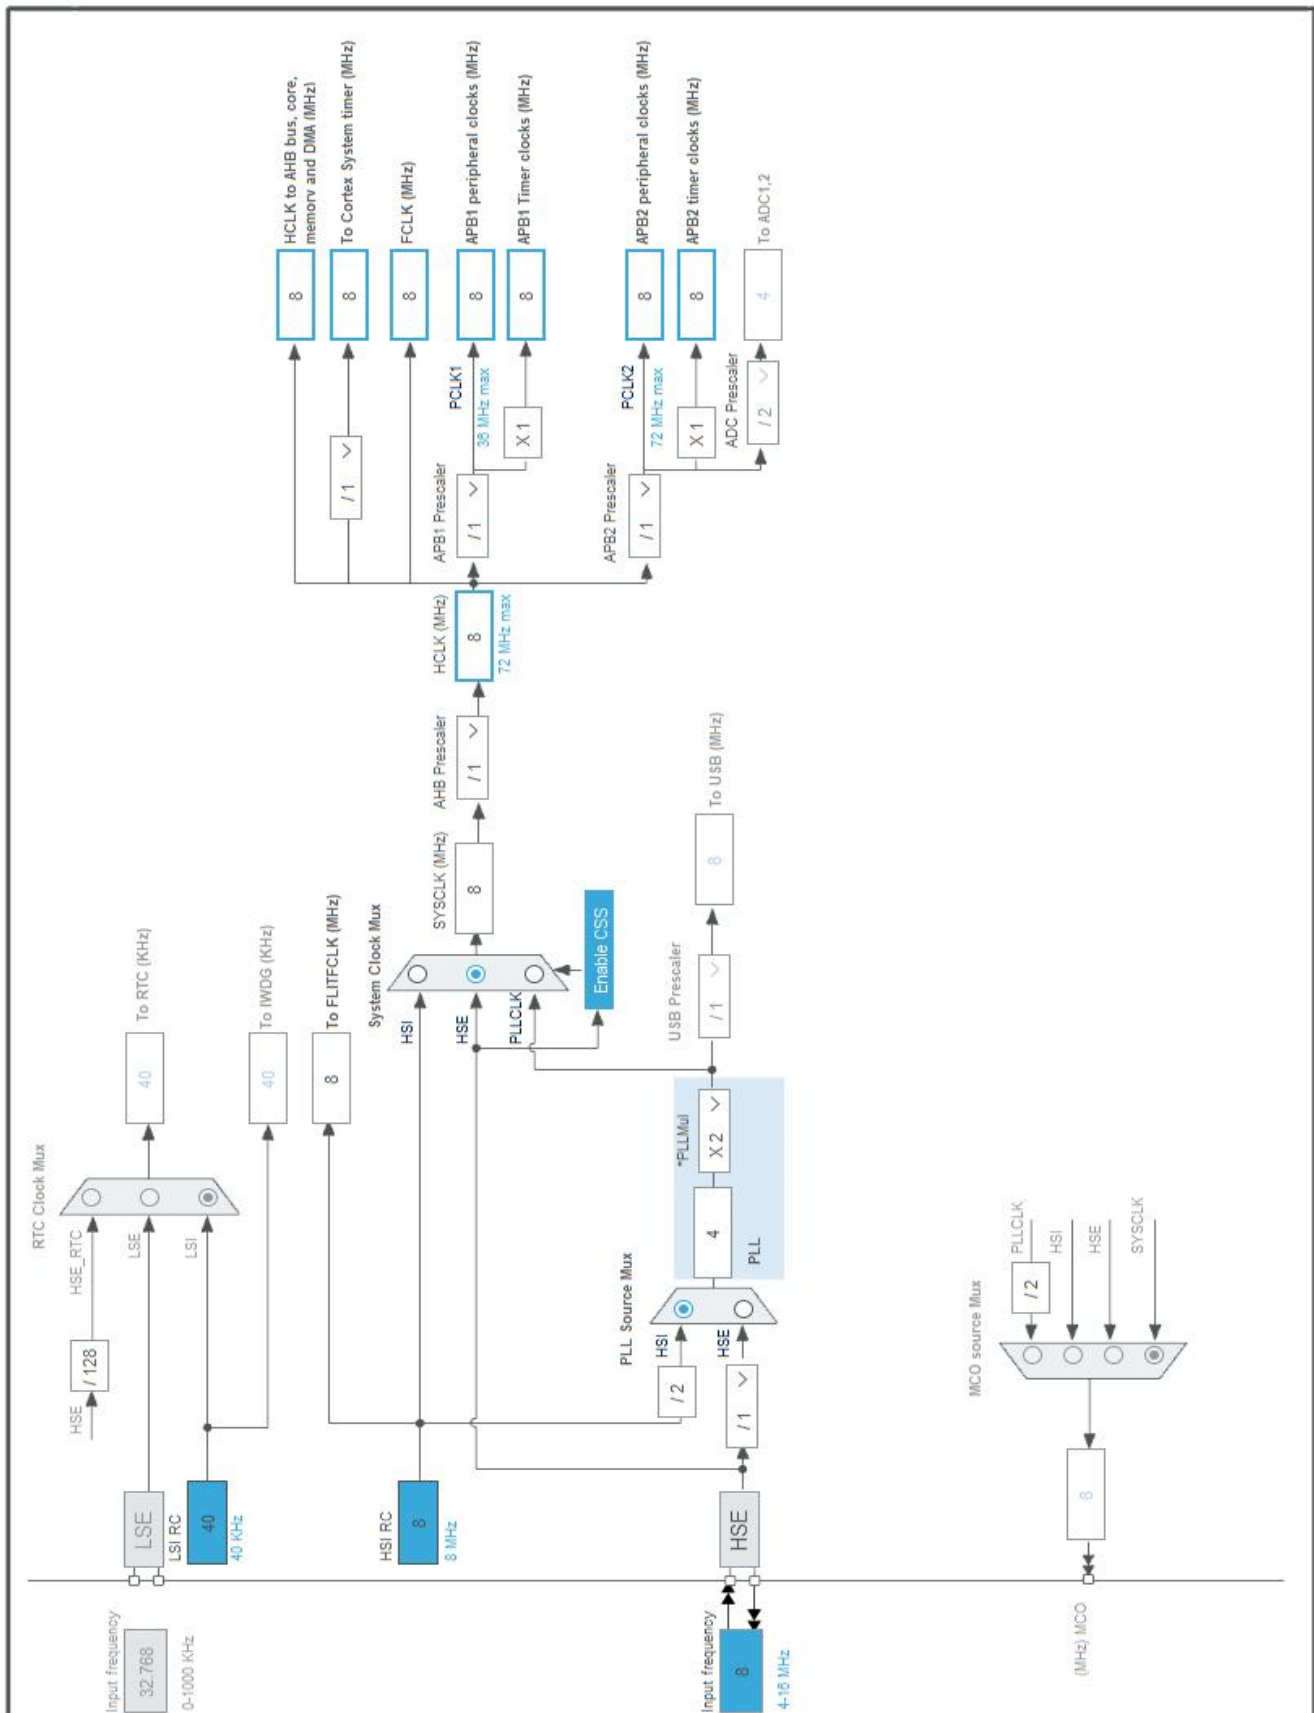 Input frequency
32.768
0-1000 KHz
LSE
LSI RC
40
40 KHz
HSE
/ 128
HSE_RTC
LSE
LSI
RTC Clock Mux
40
To RTC (KHz)
40
To IWDG (KHz)
HSI RC
8
8 MHz
8
To FLITFCLK (MHz)
System Clock Mux
HSI
HSE
PLLCLK
Enable CSS
SYSCLK (MHz)
8
AHB Prescaler
/ 1
HCLK (MHz)
8
72 MHz max
/ 1
8
HCLK to AHB bus, core,
memory and DMA (MHz)
8
To Cortex System timer (MHz)
8
FCLK (MHz)
APB1 Prescaler
/ 1
PCLK1
36 MHz max
8
APB1 peripheral clocks (MHz)
X 1
8
APB1 Timer clocks (MHz)
APB2 Prescaler
/ 1
PCLK2
72 MHz max
8
APB2 peripheral clocks (MHz)
X 1
8
APB2 timer clocks (MHz)
ADC Prescaler
/ 2
4
To ADC1,2
Input frequency
8
4-16 MHz
HSE
/ 2
/ 1
PLL Source Mux
HSI
HSE
4
PLL
*PLLMul
X 2
USB Prescaler
/ 1
8
To USB (MHz)
(MHz) MCO
8
MCO source Mux
/ 2
PLLCLK
HSI
HSE
SYSCLK